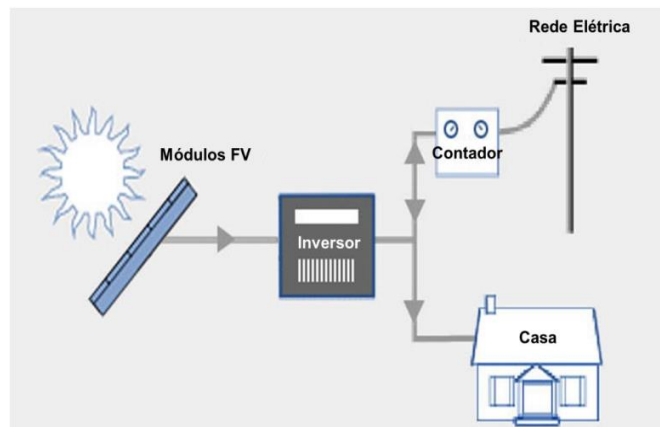 Rede Elétrica
Módulos FV
Contador
Inversor
Casa